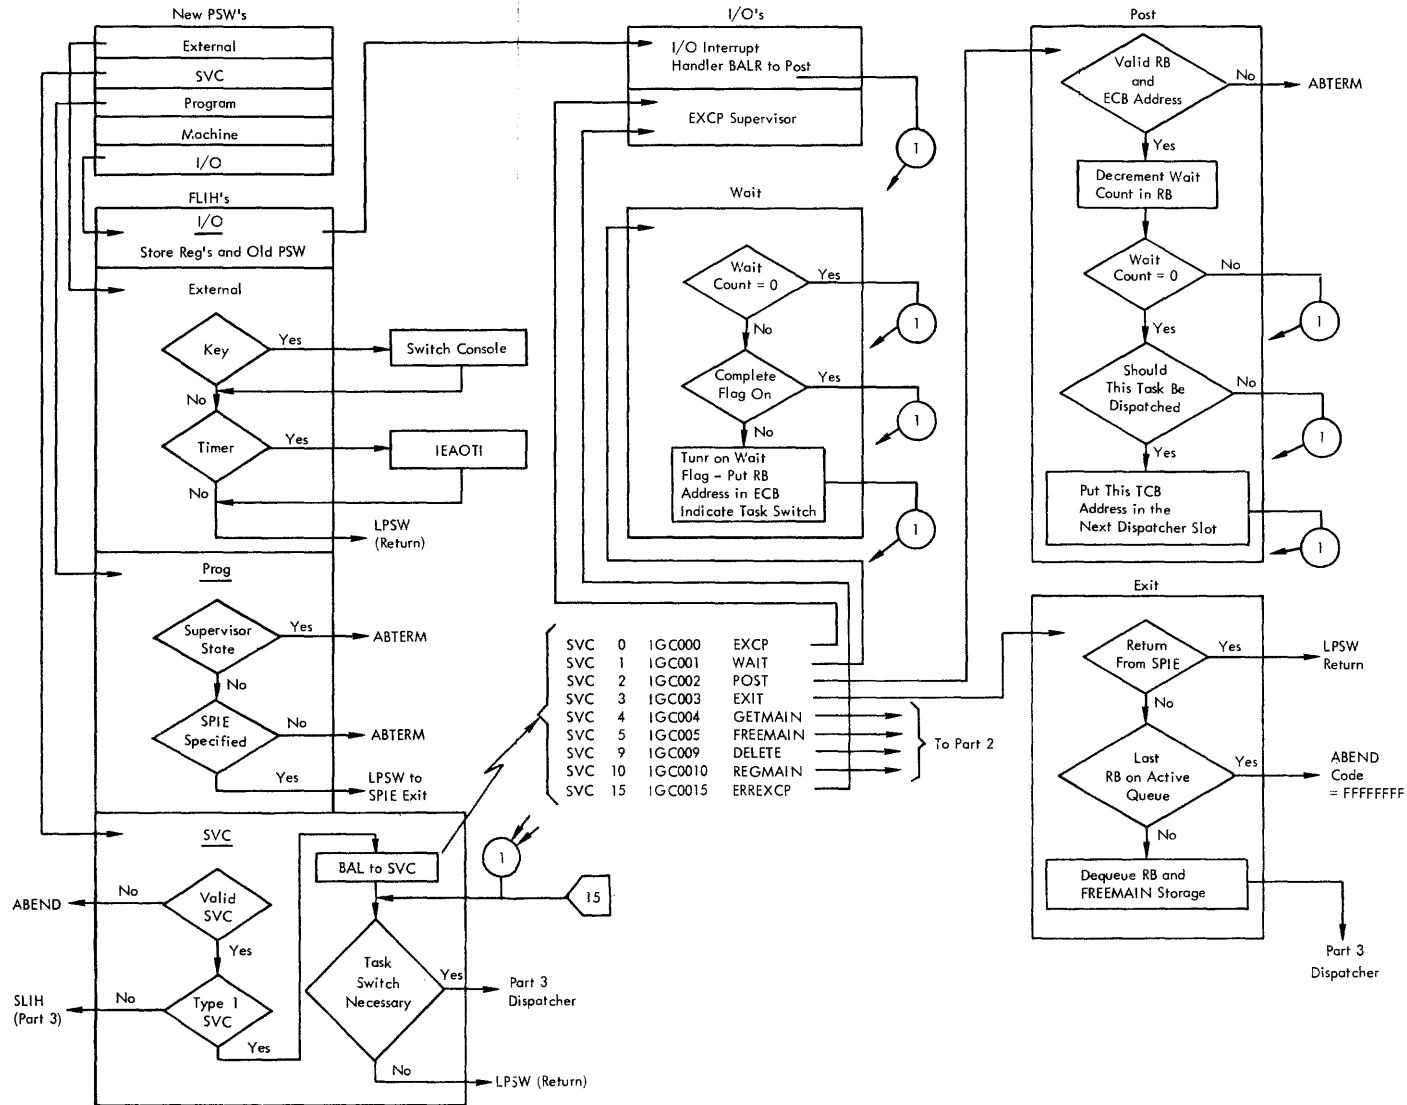 New PSW's
External
SVC
Program
Machine
I/O
FLIH's
I/O
Store Reg's and Old PSW
External
Key
Yes
Switch Console
No
Timer
Yes
IEAOTI
No
LPSW
(Return)
Prog
Supervisor
State
Yes
ABTERM
No
SPIE
Specified
No
ABTERM
Yes
LPSW to
SPIE Exit
SVC
Valid
SVC
No
ABEND
Yes
Type 1
SVC
No
SLIH
(Part 3)
Yes
BAL to SVC
1
15
Task
Switch
Necessary
Yes
Part 3
Dispatcher
No
LPSW (Return)
I/O's
I/O Interrupt
Handler BALR to Post
EXCP Supervisor
1
Wait
Wait
Count = 0
Yes
1
No
Complete
Flag On
Yes
1
No
Tunr on Wait
Flag – Put RB
Address in ECB
Indicate Task Switch
1
SVC 0 IGC000 EXCP
SVC 1 IGC001 WAIT
SVC 2 IGC002 POST
SVC 3 IGC003 EXIT
SVC 4 IGC004 GETMAIN
SVC 5 IGC005 FREEMAIN
SVC 9 IGC009 DELETE
SVC 10 IGC0010 REGMAIN
SVC 15 IGC0015 ERREXCP
To Part 2
Post
Valid RB
and
ECB Address
No
ABTERM
Yes
Decrement Wait
Count in RB
Wait
Count = 0
No
1
Yes
Should
This Task Be
Dispatched
No
1
Yes
Put This TCB
Address in the
Next Dispatcher Slot
1
Exit
Return
From SPIE
Yes
LPSW
Return
No
Last
RB on Active
Queue
Yes
ABEND
Code
= FFFFFFFF
No
Dequeue RB and
FREEMAIN Storage
Part 3
Dispatcher